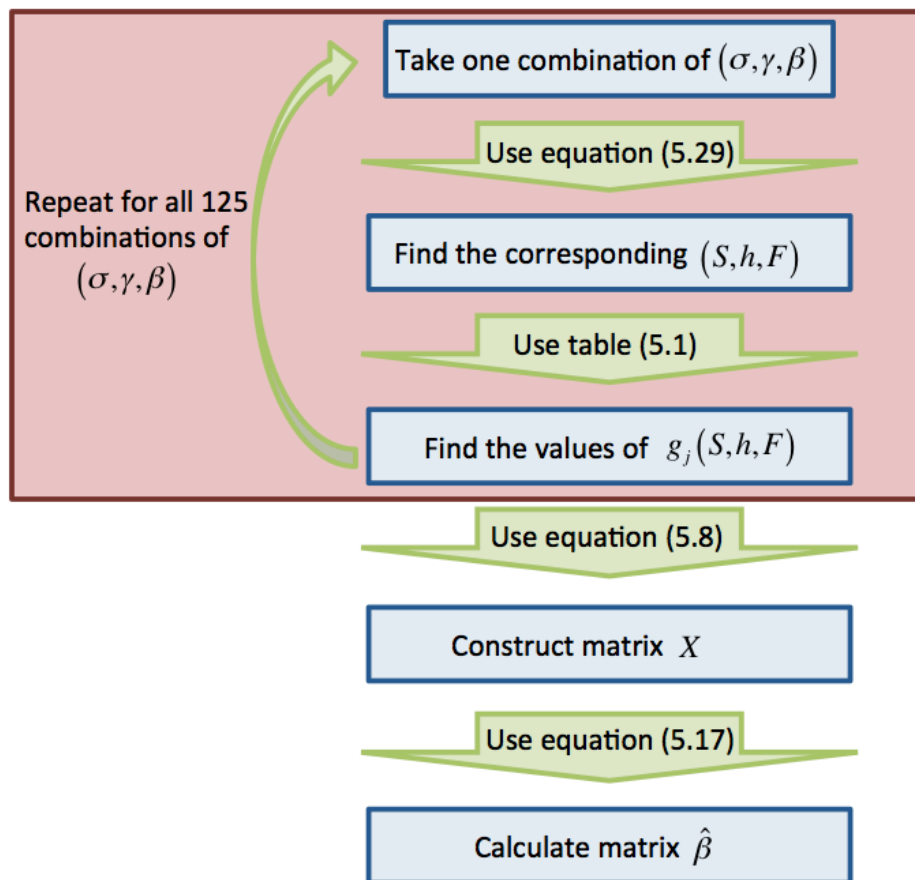 Take one combination of (σ,γ,β)
Use equation (5.29)
Repeat for all 125
combinations of
(σ,γ,β)
Find the corresponding (S,h,F)
Use table (5.1)
Find the values of g_j(S,h,F)
Use equation (5.8)
Construct matrix X
Use equation (5.17)
Calculate matrix β̂